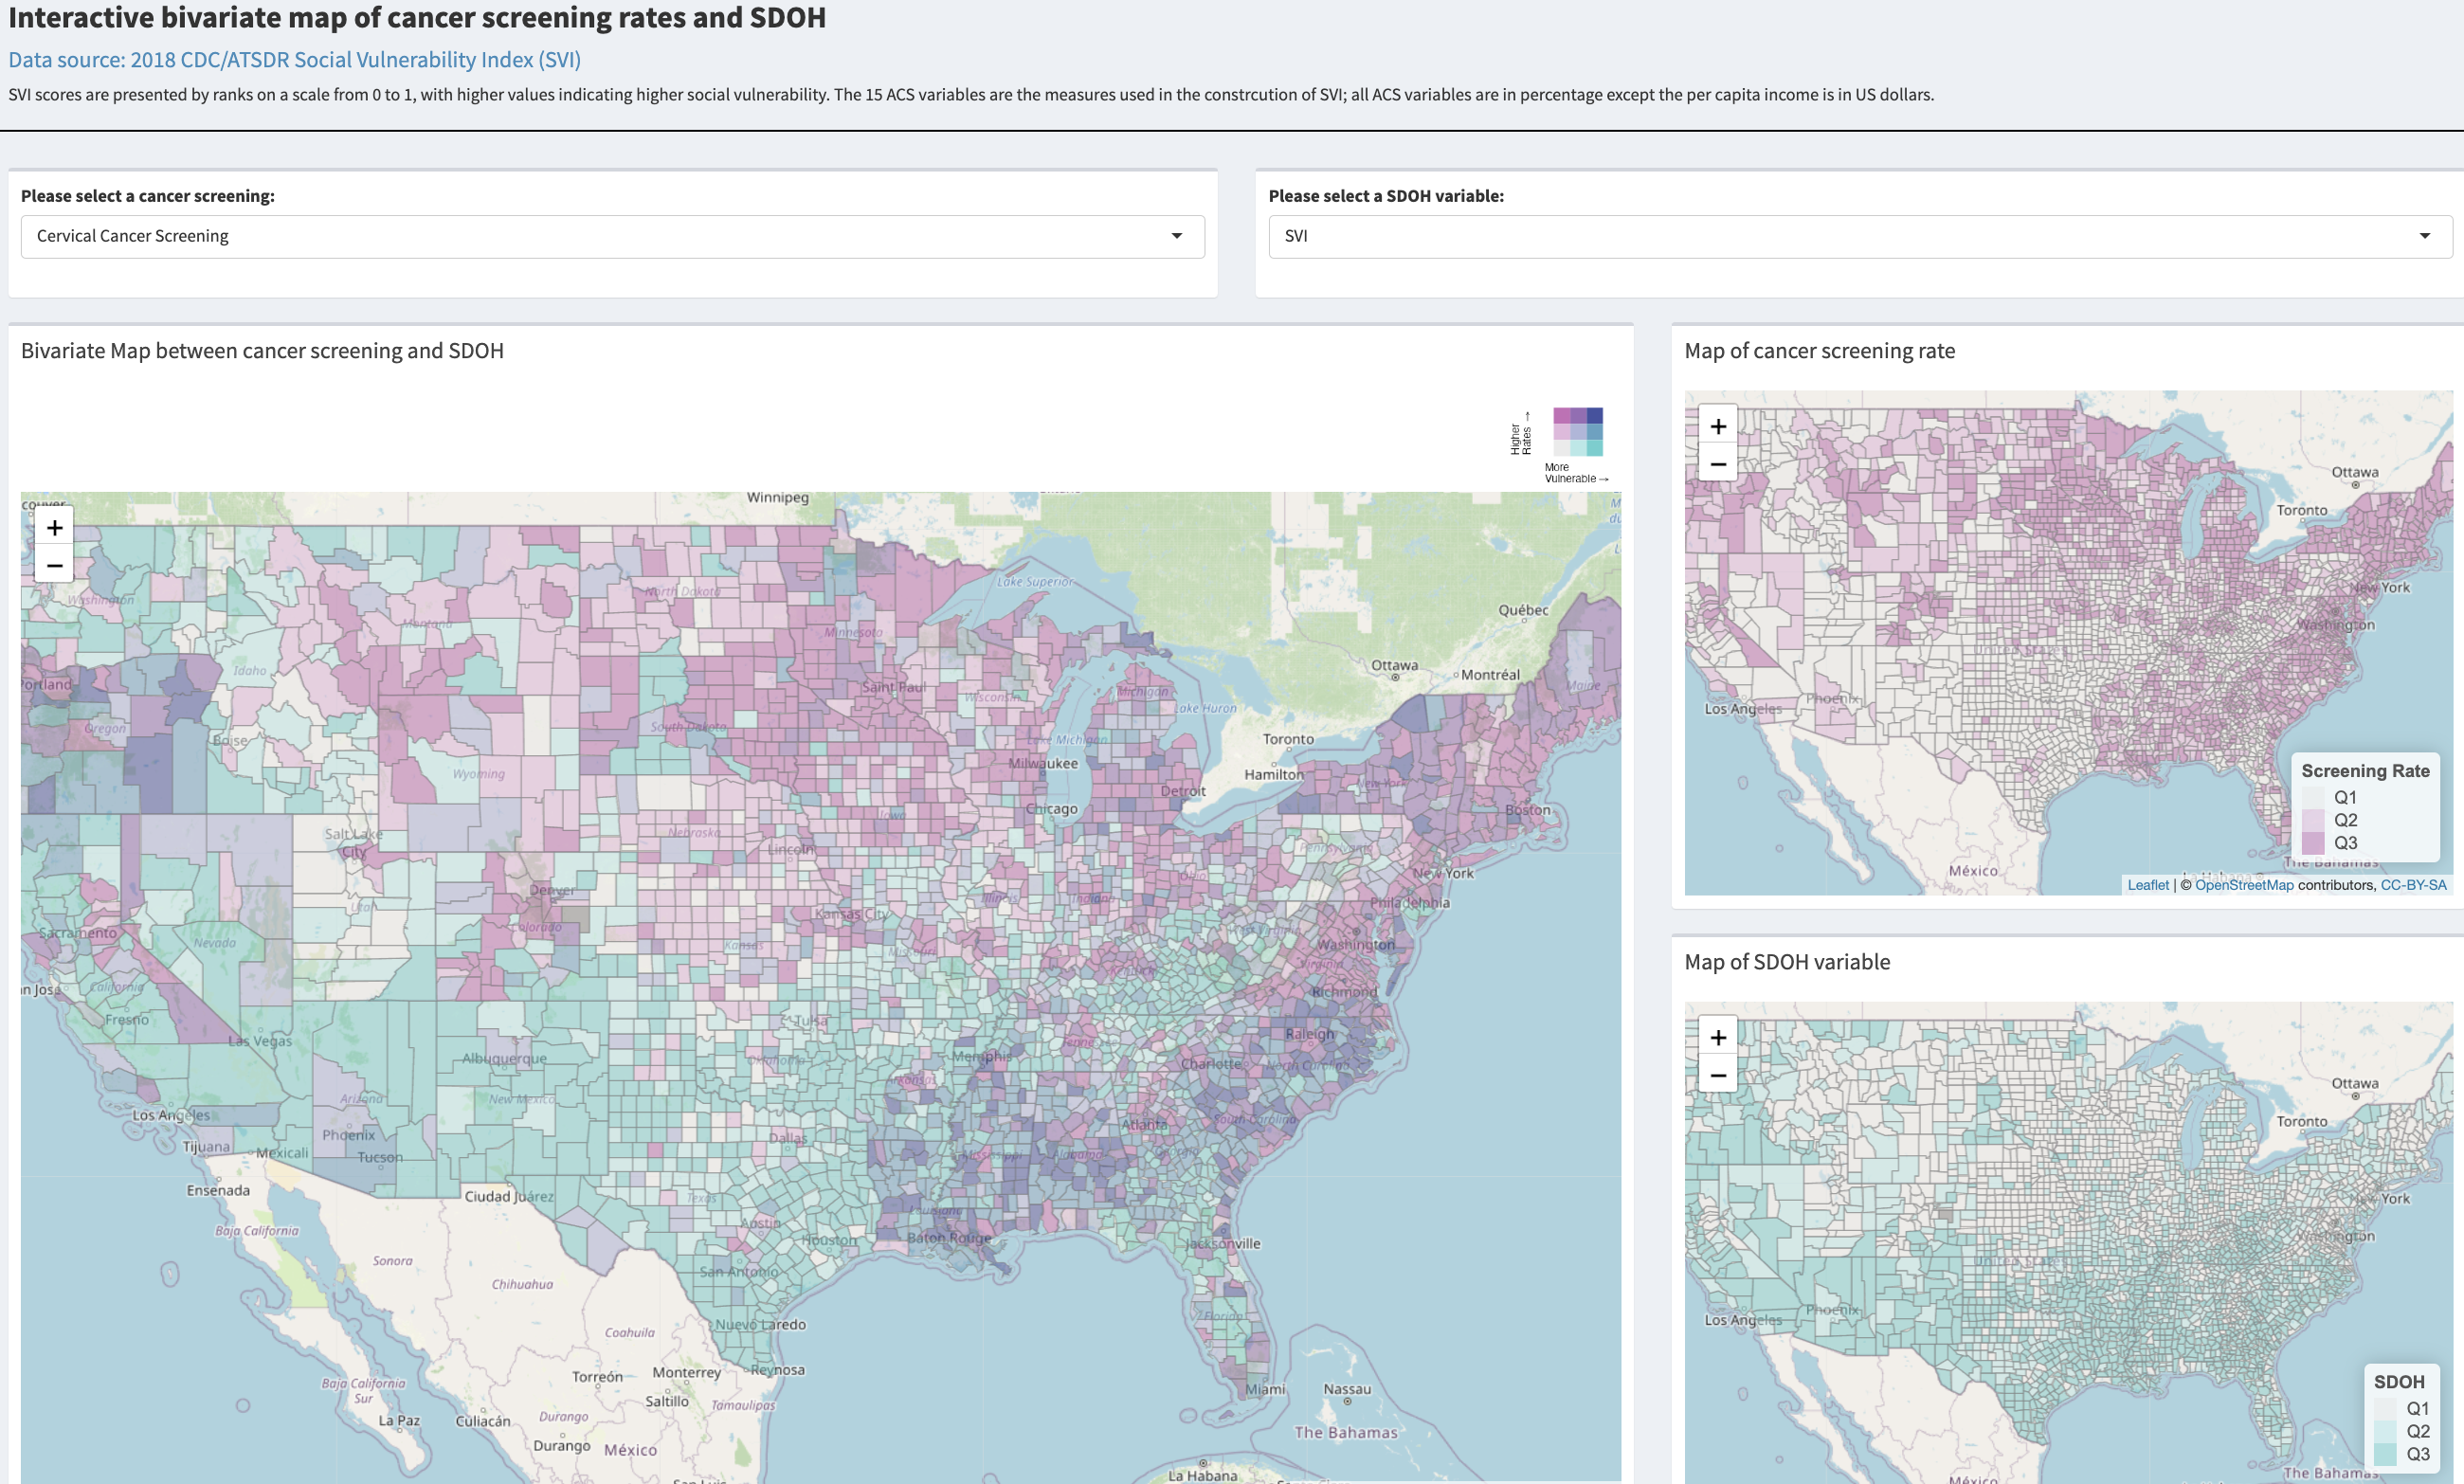 Interactive bivariate map of cancer screening rates and SDOH
Data source: 2018 CDC/ATSDR Social Vulnerability Index (SVI)
SVI scores are presented by ranks on a scale from 0 to 1, with higher values indicating higher social vulnerability. The 15 ACS variables are the measures used in the constrcution of SVI; all ACS variables are in percentage except the per capita income is in US dollars.
Please select a cancer screening:
Cervical Cancer Screening
Please select a SDOH variable:
SVI
Bivariate Map between cancer screening and SDOH
Higher
Rates →
More
Vulnerable →
+
−
Winnipeg
Lake Superior
Washington
North Dakota
Montana
Minnesota
Québec
Ottawa
Montréal
Idaho
Portland
Saint Paul
Wisconsin
Michigan
Maine
Lake Huron
Oregon
South Dakota
Boise
Lake Michigan
Toronto
Milwaukee
Hamilton
Wyoming
New York
Detroit
Chicago
Boston
Iowa
Salt Lake
City
Nebraska
Lincoln
Pennsylvania
New York
Ohio
Denver
Utah
Illinois
Indiana
Philadelphia
Kansas City
Colorado
Sacramento
Nevada
Kansas
Missouri
West Virginia
Washington
Virginia
Kentucky
California
Richmond
Fresno
Tulsa
Raleigh
Las Vegas
Tennessee
Albuquerque
Memphis
Oklahoma
Charlotte
North Carolina
Arkansas
Arizona
New Mexico
Los Angeles
South Carolina
Atlanta
Phoenix
Dallas
Tijuana
Mexicali
Tucson
Mississippi
Alabama
Georgia
Ensenada
Ciudad Juárez
Texas
Louisiana
Baja California
Austin
Houston
Baton Rouge
Jacksonville
Sonora
San Antonio
Chihuahua
Florida
Nuevo Laredo
Coahuila
Monterrey
Reynosa
Torreón
Baja California
Sur
Saltillo
Miami
Nassau
Tamaulipas
La Paz
Culiacán
Durango
The Bahamas
Durango
México
La Habana
Map of cancer screening rate
+
−
Ottawa
Toronto
New York
Washington
United States
Phoenix
Los Angeles
México
Screening Rate
Q1
Q2
Q3
The Bahamas
La Habana
Leaflet | © OpenStreetMap contributors, CC-BY-SA
Map of SDOH variable
+
−
Ottawa
Toronto
New York
Washington
United States
Phoenix
Los Angeles
SDOH
Q1
Q2
Q3
The Bahamas
México